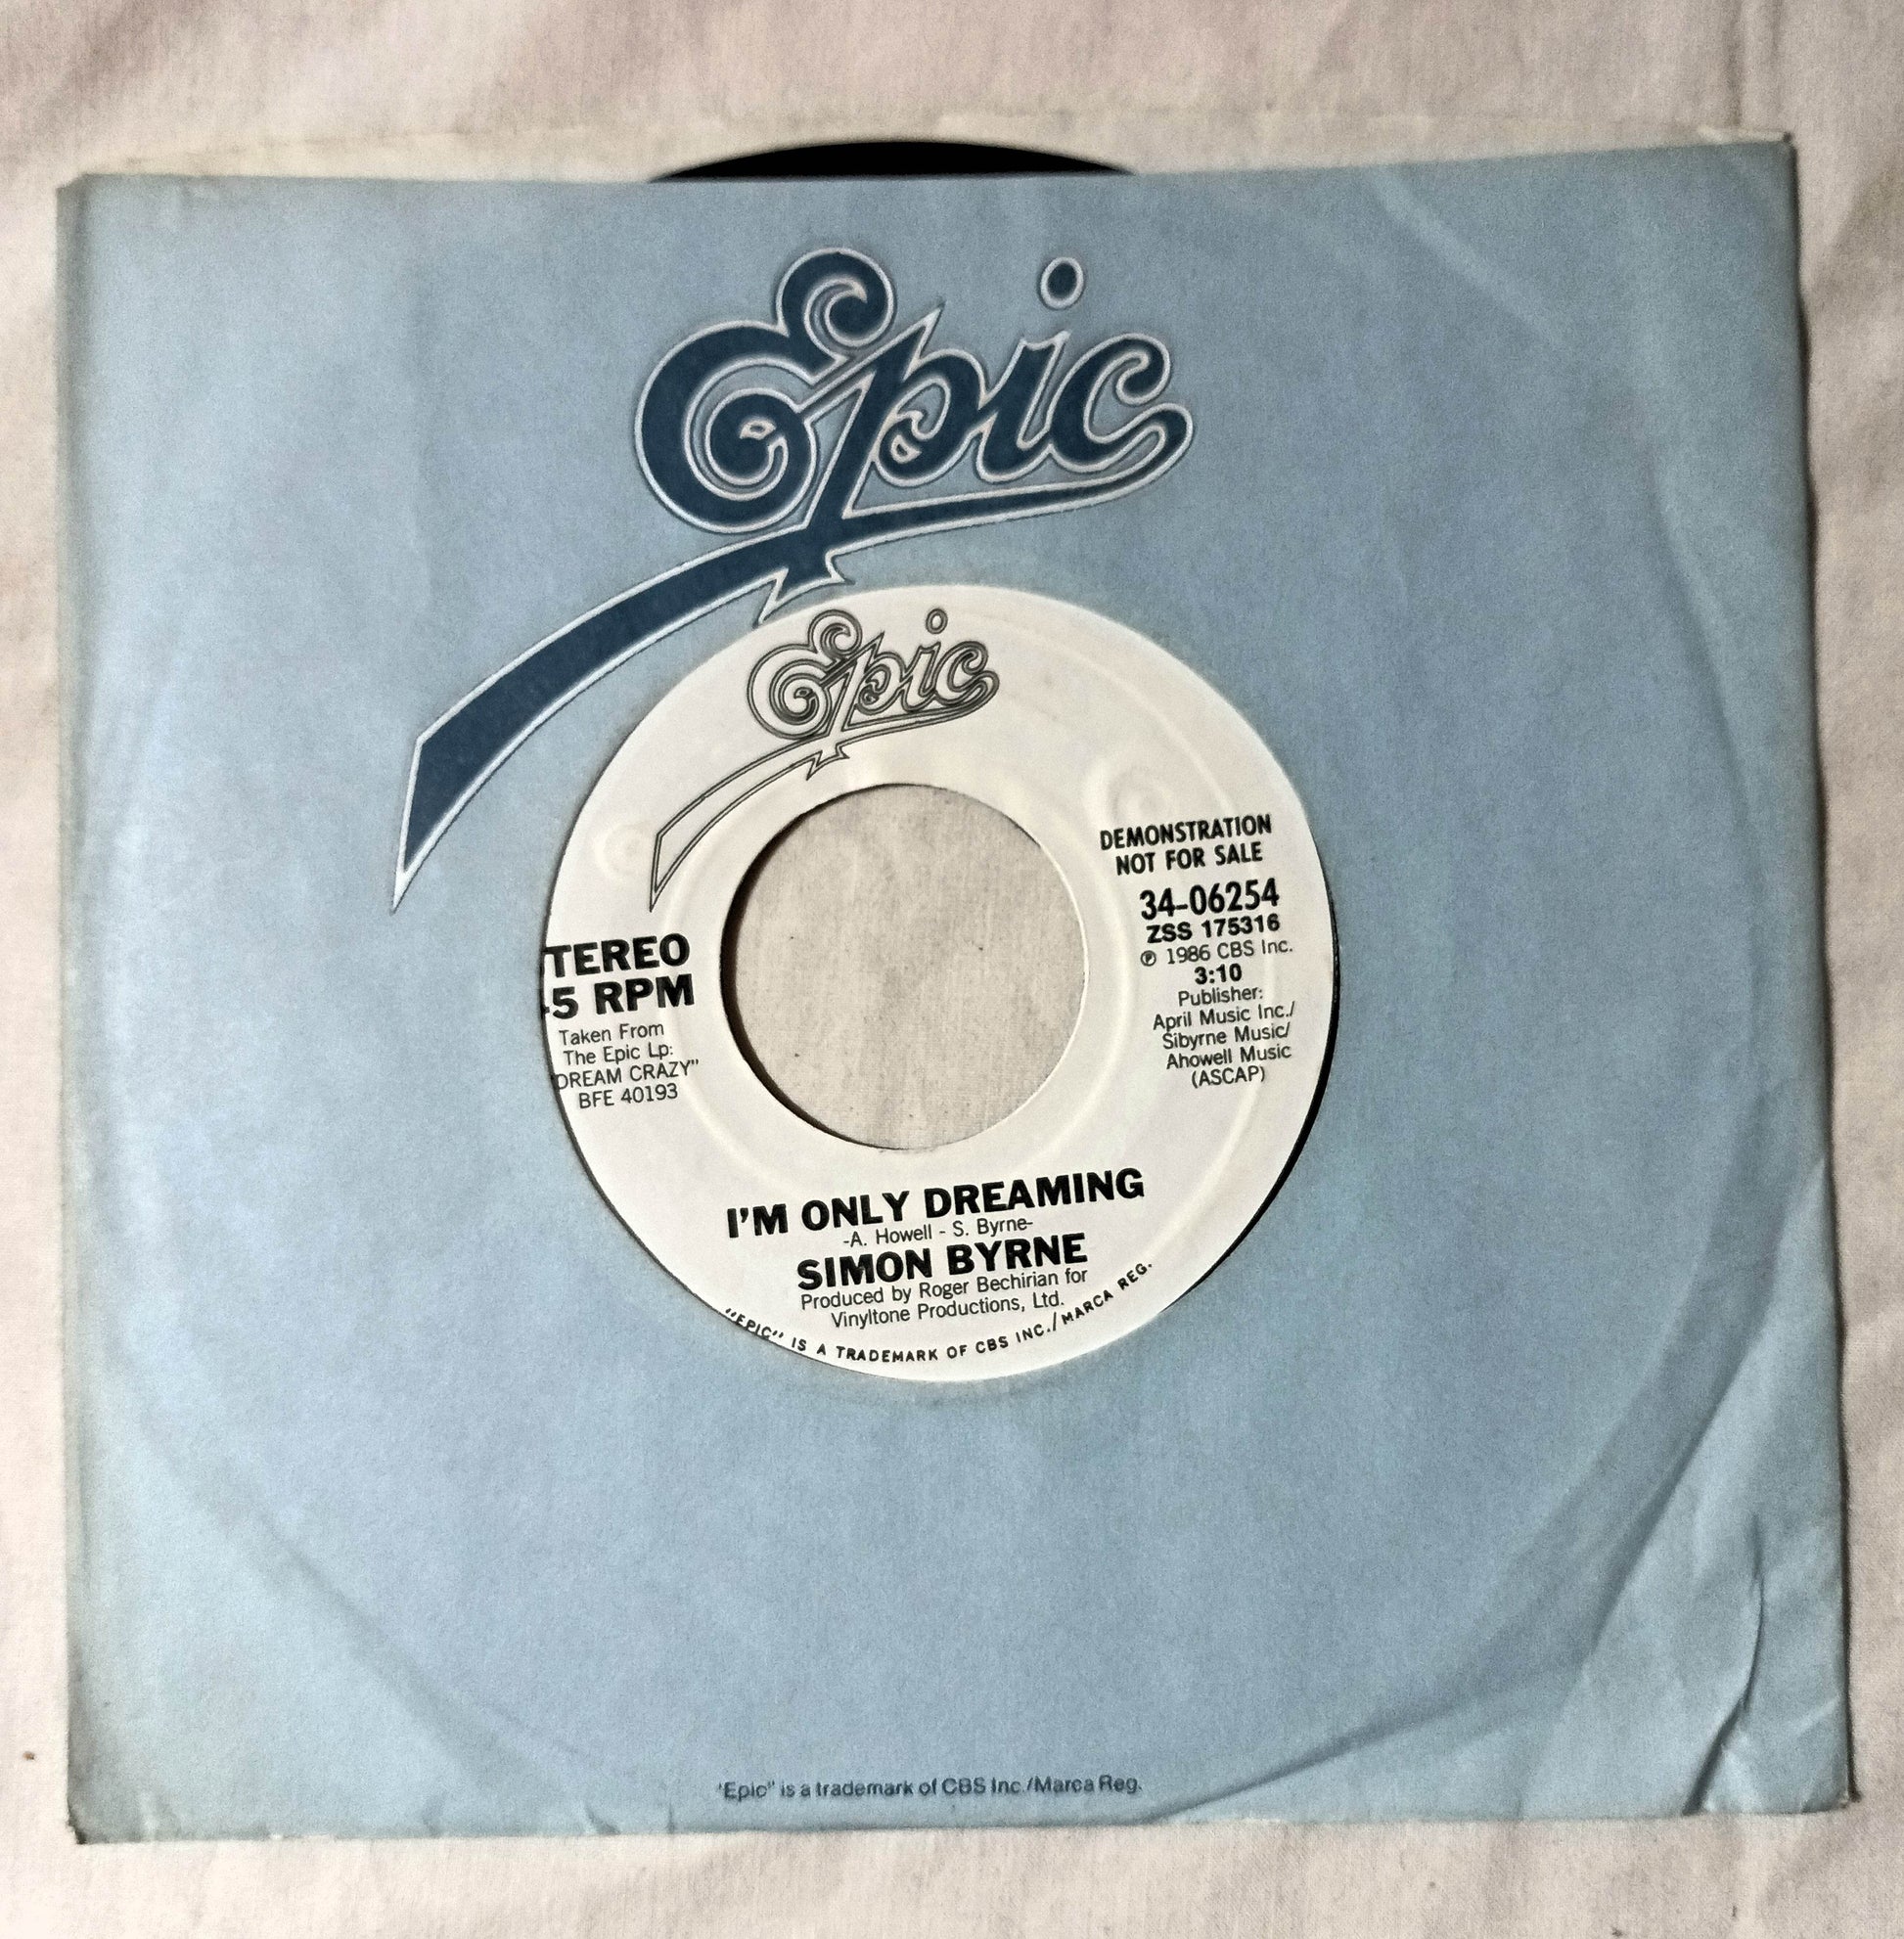 Epic
Epic
DEMONSTRATION
NOT FOR SALE
34-06254
ZSS 175316
℗ 1986 CBS Inc.
3:10
Publisher:
April Music Inc./
Sibyrne Music/
Ahowell Music
(ASCAP)
TEREO
5 RPM
Taken From
The Epic Lp:
DREAM CRAZY"
BFE 40193
I'M ONLY DREAMING
-A. Howell - S. Byrne-
SIMON BYRNE
Produced by Roger Bechirian for
Vinyltone Productions, Ltd.
"EPIC" IS A TRADEMARK OF CBS INC./MARCA REG.
"Epic" is a trademark of CBS Inc./Marca Reg.